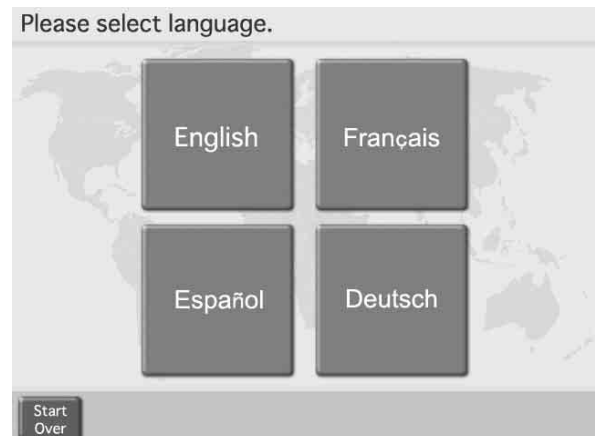 Please select language.
English
Français
Español
Deutsch
Start
Over